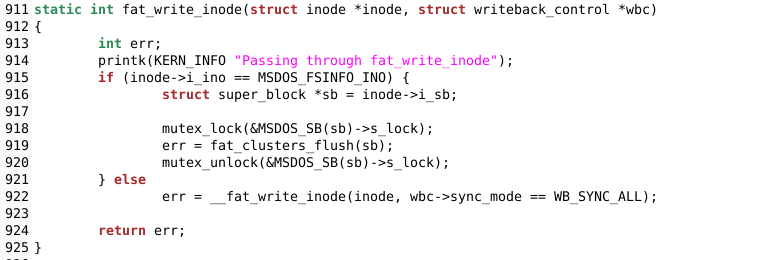 911 static int fat_write_inode(struct inode *inode, struct writeback_control *wbc)
912 {
913         int err;
914         printk(KERN_INFO "Passing through fat_write_inode");
915         if (inode->i_ino == MSDOS_FSINFO_INO) {
916                 struct super_block *sb = inode->i_sb;
917
918                 mutex_lock(&MSDOS_SB(sb)->s_lock);
919                 err = fat_clusters_flush(sb);
920                 mutex_unlock(&MSDOS_SB(sb)->s_lock);
921         } else
922                 err = __fat_write_inode(inode, wbc->sync_mode == WB_SYNC_ALL);
923
924         return err;
925 }